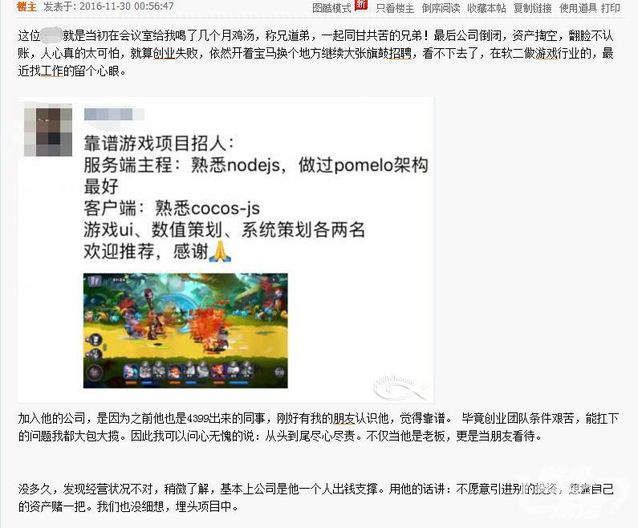 楼主 发表于: 2016-11-30 00:56:47 图酷模式 新 只看楼主 倒序阅读 收藏本帖 复制链接 使用道具 打印
这位 就是当初在会议室给我喝了几个月鸡汤，称兄道弟，一起同甘共苦的兄弟！最后公司倒闭，资产掏空，翻脸不认
账，人心真的太可怕，就算创业失败，依然开着宝马换个地方继续大张旗鼓招聘，看不下去了，在软二做游戏行业的，最
近找工作的留个心眼。
靠谱游戏项目招人：
服务端主程：熟悉nodejs，做过pomelo架构
最好
客户端：熟悉cocos-js
游戏ui、数值策划、系统策划各两名
欢迎推荐，感谢🙏
加入他的公司，是因为之前他也是4399出来的同事，刚好有我的朋友认识他，觉得靠谱。 毕竟创业团队条件艰苦，能扛下
的问题我都大包大揽。因此我可以问心无愧的说：从头到尾尽心尽责。不仅当他是老板，更是当朋友看待。
没多久，发现经营状况不对，稍微了解，基本上公司是他一个人出钱支撑。用他的话讲：不愿意引进别的投资，想靠自己
的资产赌一把。我们也没细想，埋头项目中。